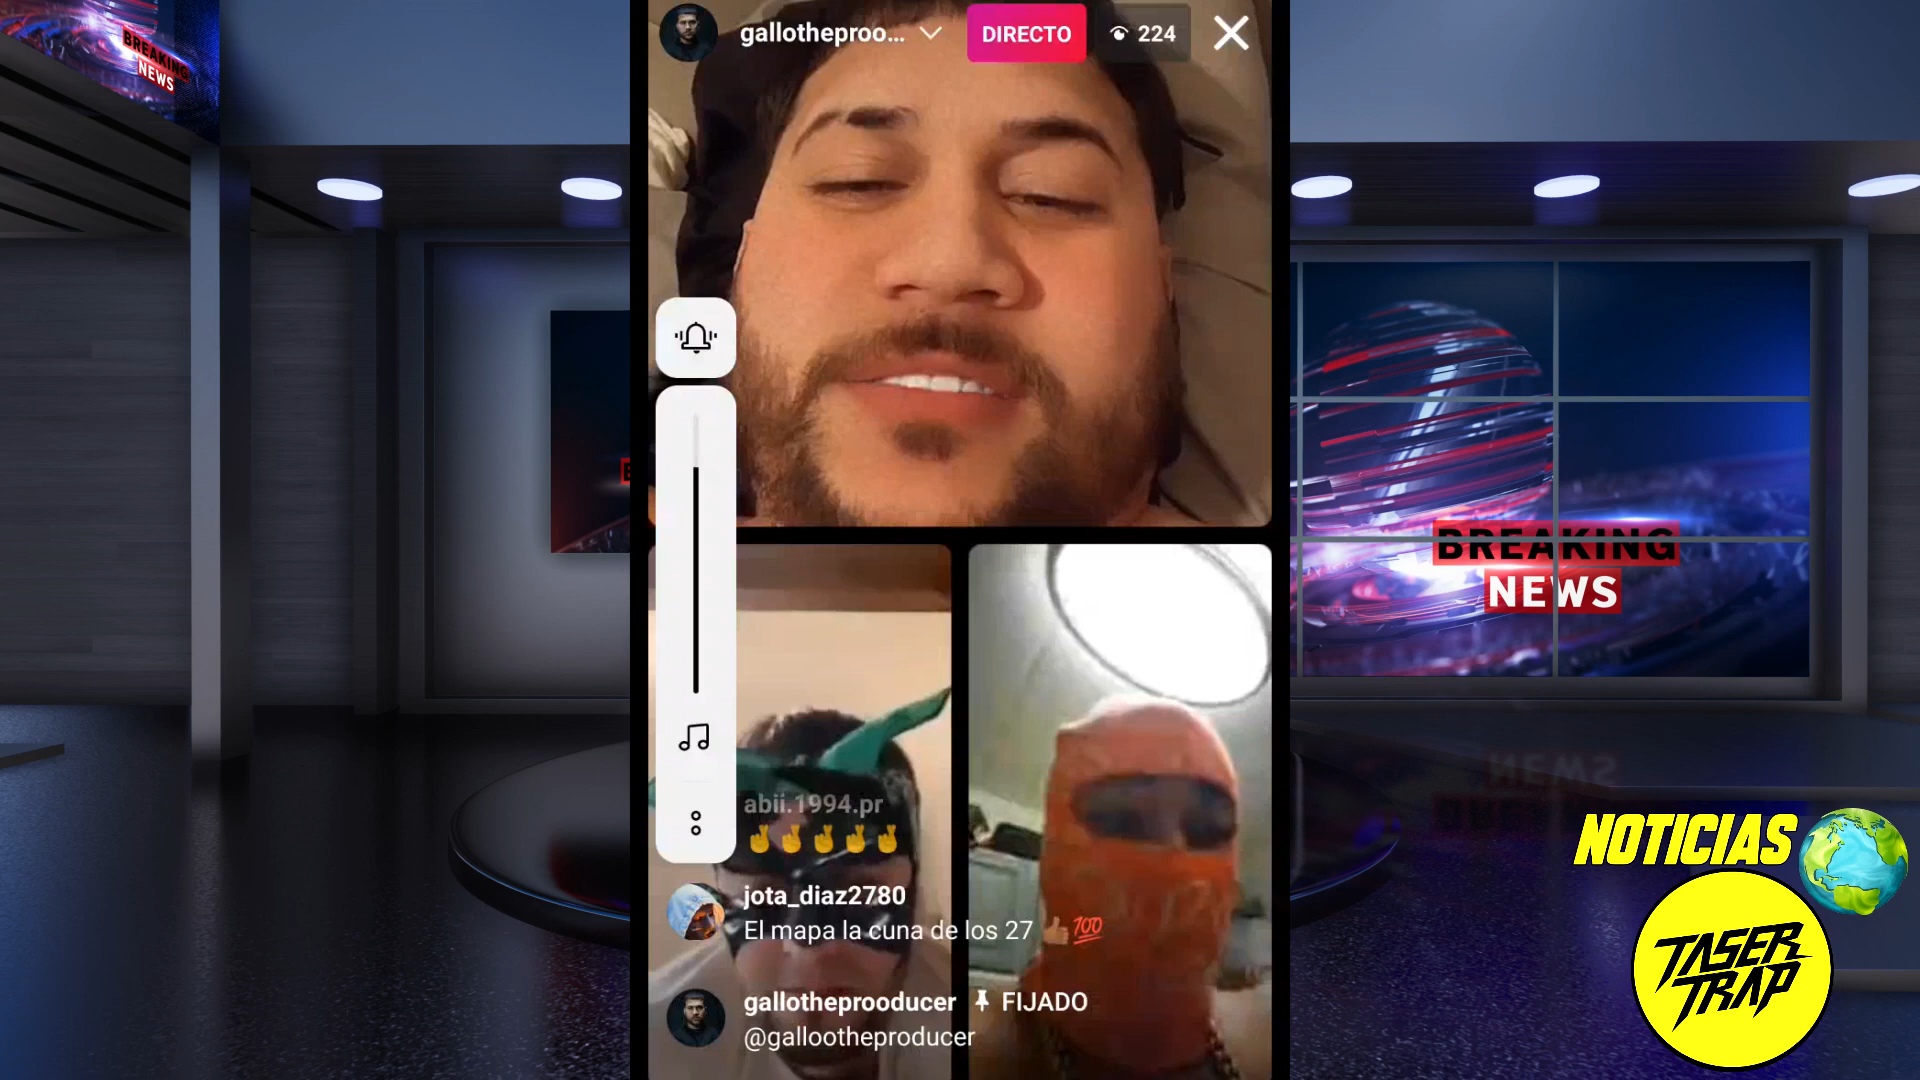 BREAKING
NEWS
gallotheproo...
DIRECTO
224
BREAKING
NEWS
abii.1994.pr
🤞🤞🤞🤞🤞
jota_diaz2780
El mapa la cuna de los 27 👍💯
gallotheprooducer FIJADO
@gallootheproducer
NOTICIAS
TASER
TRAP